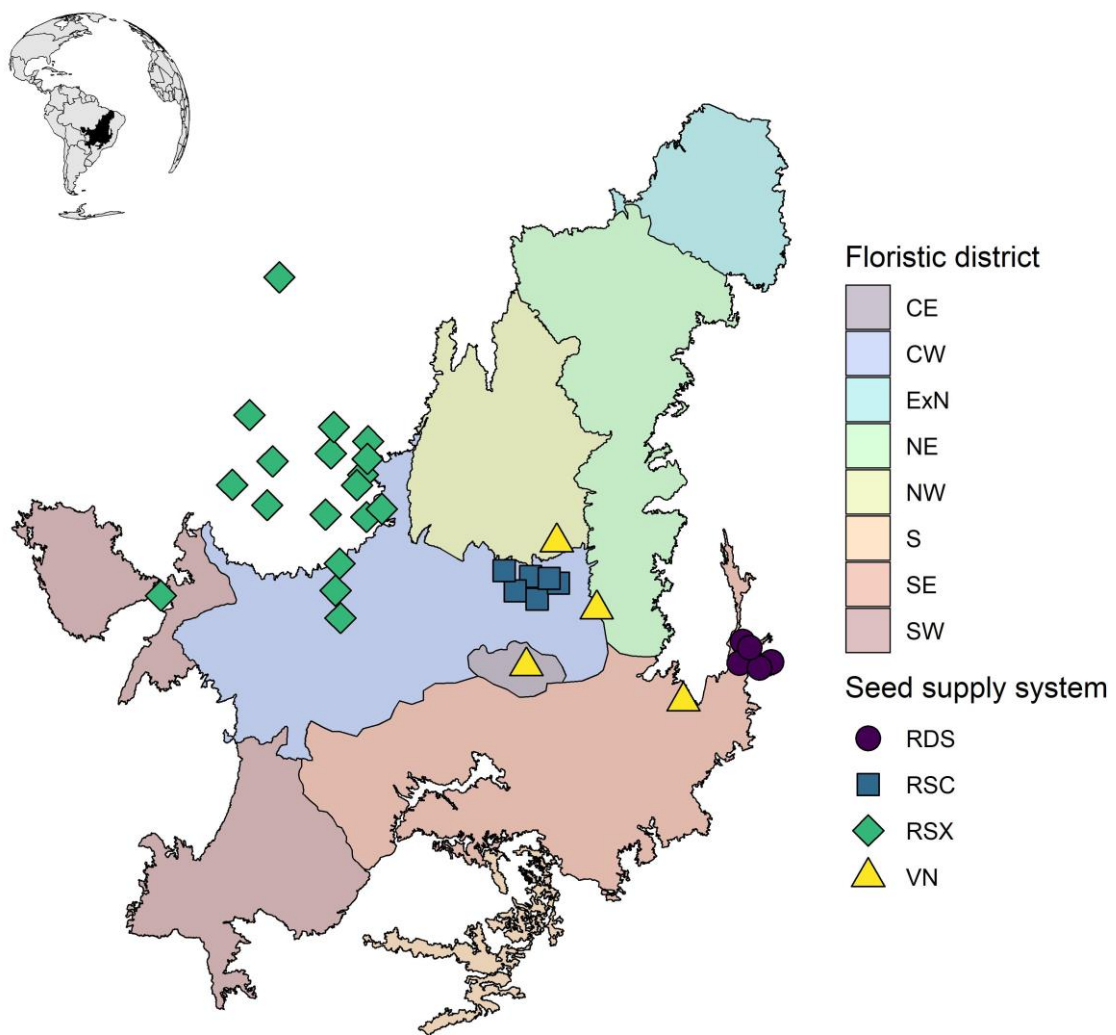 Floristic district
CE
CW
ExN
NE
NW
S
SE
SW
Seed supply system
RDS
RSC
RSX
VN